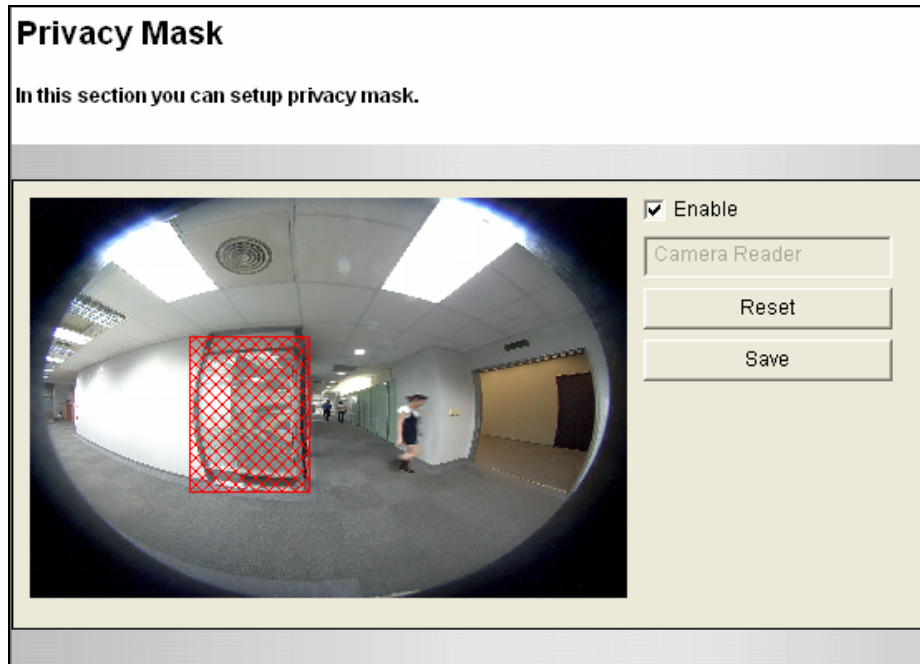 Privacy Mask
In this section you can setup privacy mask.
Enable
Camera Reader
Reset
Save